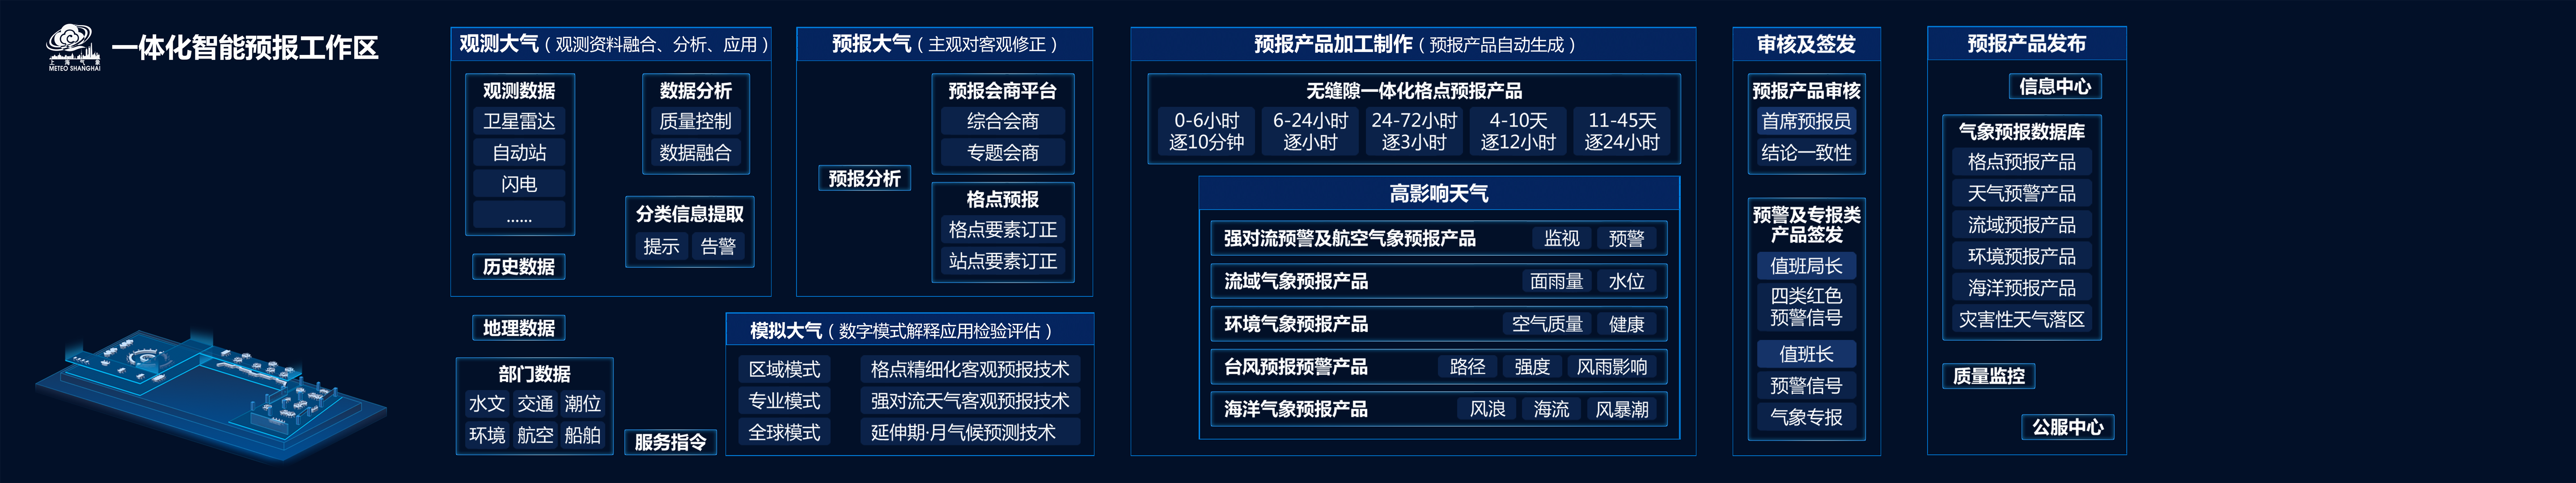 上海气象
METEO SHANGHAI
一体化智能预报工作区
观测大气（观测资料融合、分析、应用）
观测数据
卫星雷达
自动站
闪电
......
历史数据
地理数据
部门数据
水文 交通 潮位
环境 航空 船舶
数据分析
质量控制
数据融合
分类信息提取
提示 告警
服务指令
预报大气（主观对客观修正）
预报分析
预报会商平台
综合会商
专题会商
格点预报
格点要素订正
站点要素订正
模拟大气（数字模式解释应用检验评估）
区域模式 格点精细化客观预报技术
专业模式 强对流天气客观预报技术
全球模式 延伸期·月气候预测技术
预报产品加工制作（预报产品自动生成）
无缝隙一体化格点预报产品
0-6小时
逐10分钟
6-24小时
逐小时
24-72小时
逐3小时
4-10天
逐12小时
11-45天
逐24小时
高影响天气
强对流预警及航空气象预报产品 监视 预警
流域气象预报产品 面雨量 水位
环境气象预报产品 空气质量 健康
台风预报预警产品 路径 强度 风雨影响
海洋气象预报产品 风浪 海流 风暴潮
审核及签发
预报产品审核
首席预报员
结论一致性
预警及专报类
产品签发
值班局长
四类红色
预警信号
值班长
预警信号
气象专报
预报产品发布
信息中心
气象预报数据库
格点预报产品
天气预警产品
流域预报产品
环境预报产品
海洋预报产品
灾害性天气落区
质量监控
公服中心